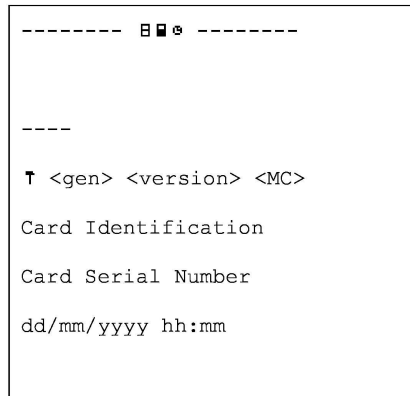 -------- --------
----
T <gen> <version> <MC>
Card Identification
Card Serial Number
dd/mm/yyyy hh:mm